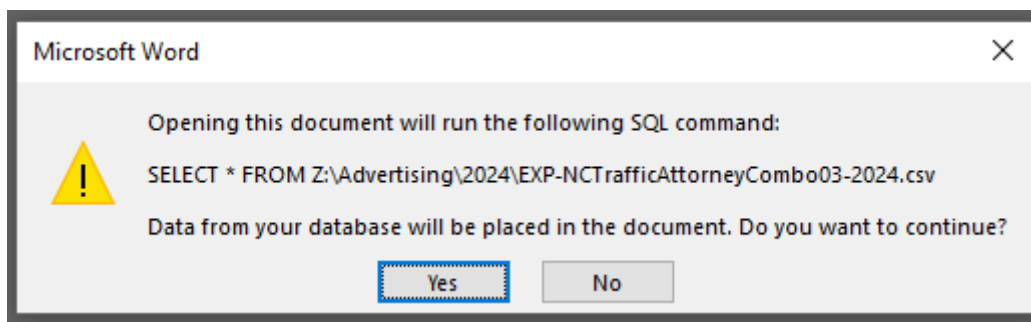 Microsoft Word
Opening this document will run the following SQL command:
SELECT * FROM Z:\Advertising\2024\EXP-NCTrafficAttorneyCombo03-2024.csv
Data from your database will be placed in the document. Do you want to continue?
Yes No